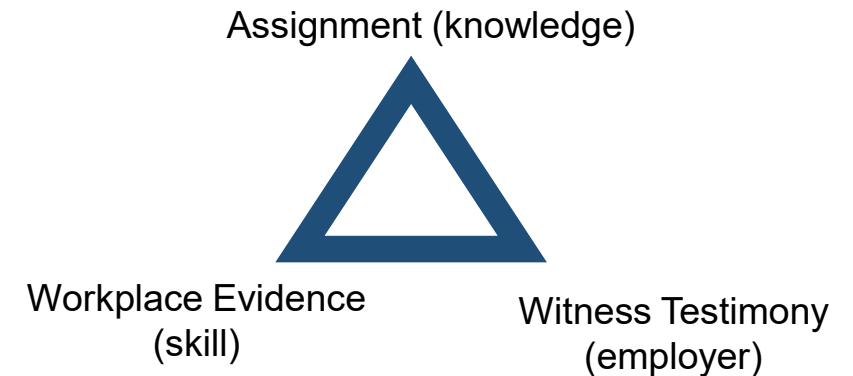 Assignment (knowledge)
Workplace Evidence
(skill)
Witness Testimony
(employer)